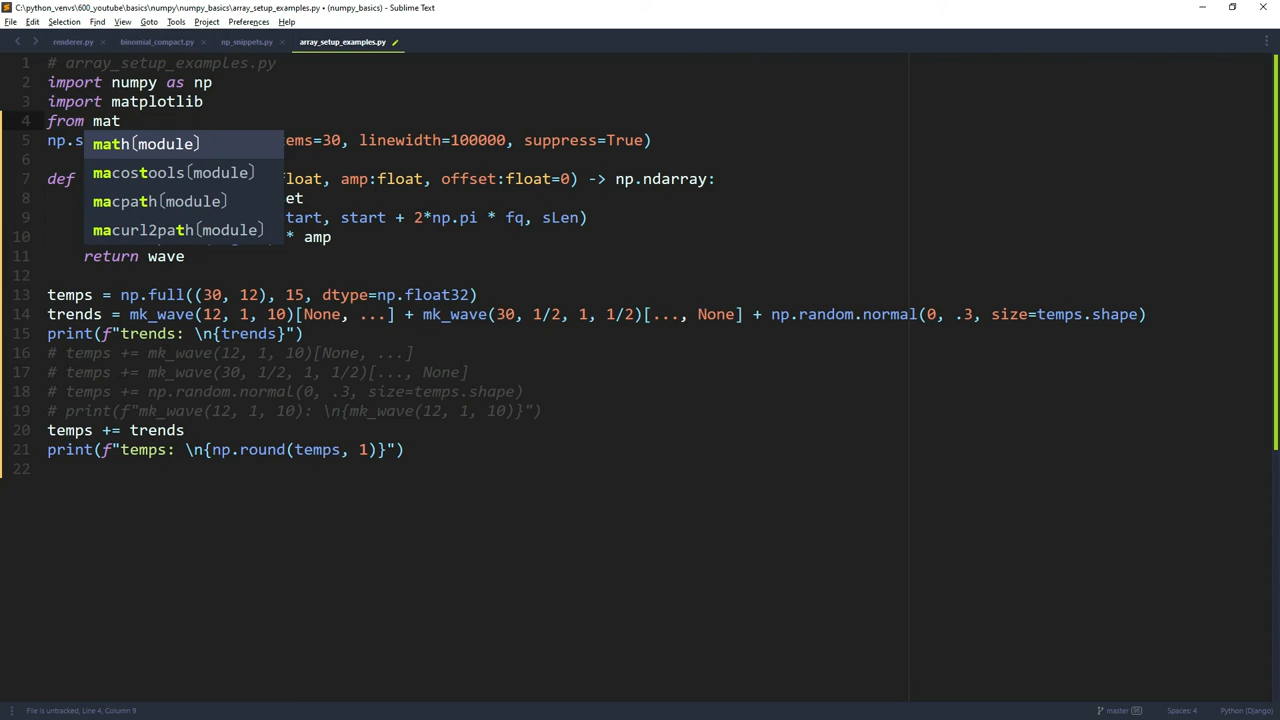 C:\python_venvs\600_youtube\basics\numpy\numpy_basics\array_setup_examples.py • (numpy_basics) - Sublime Text
File Edit Selection Find View Goto Tools Project Preferences Help
renderer.py × binomial_compact.py × np_snippets.py × array_setup_examples.py
1 # array_setup_examples.py
2 import numpy as np
3 import matplotlib
4 from mat
5 np.s ems=30, linewidth=100000, suppress=True)
math(module)
6
macostools(module)
7 def float, amp:float, offset:float=0) -> np.ndarray:
8 et
macpath(module)
9 tart, start + 2*np.pi * fq, sLen)
macurl2path(module)
10 * amp
11 return wave
12
13 temps = np.full((30, 12), 15, dtype=np.float32)
14 trends = mk_wave(12, 1, 10)[None, ...] + mk_wave(30, 1/2, 1, 1/2)[..., None] + np.random.normal(0, .3, size=temps.shape)
15 print(f"trends: \n{trends}")
16 # temps += mk_wave(12, 1, 10)[None, ...]
17 # temps += mk_wave(30, 1/2, 1, 1/2)[..., None]
18 # temps += np.random.normal(0, .3, size=temps.shape)
19 # print(f"mk_wave(12, 1, 10): \n{mk_wave(12, 1, 10)}")
20 temps += trends
21 print(f"temps: \n{np.round(temps, 1)}")
22
File is untracked, Line 4, Column 9 master Spaces: 4 Python (Django)